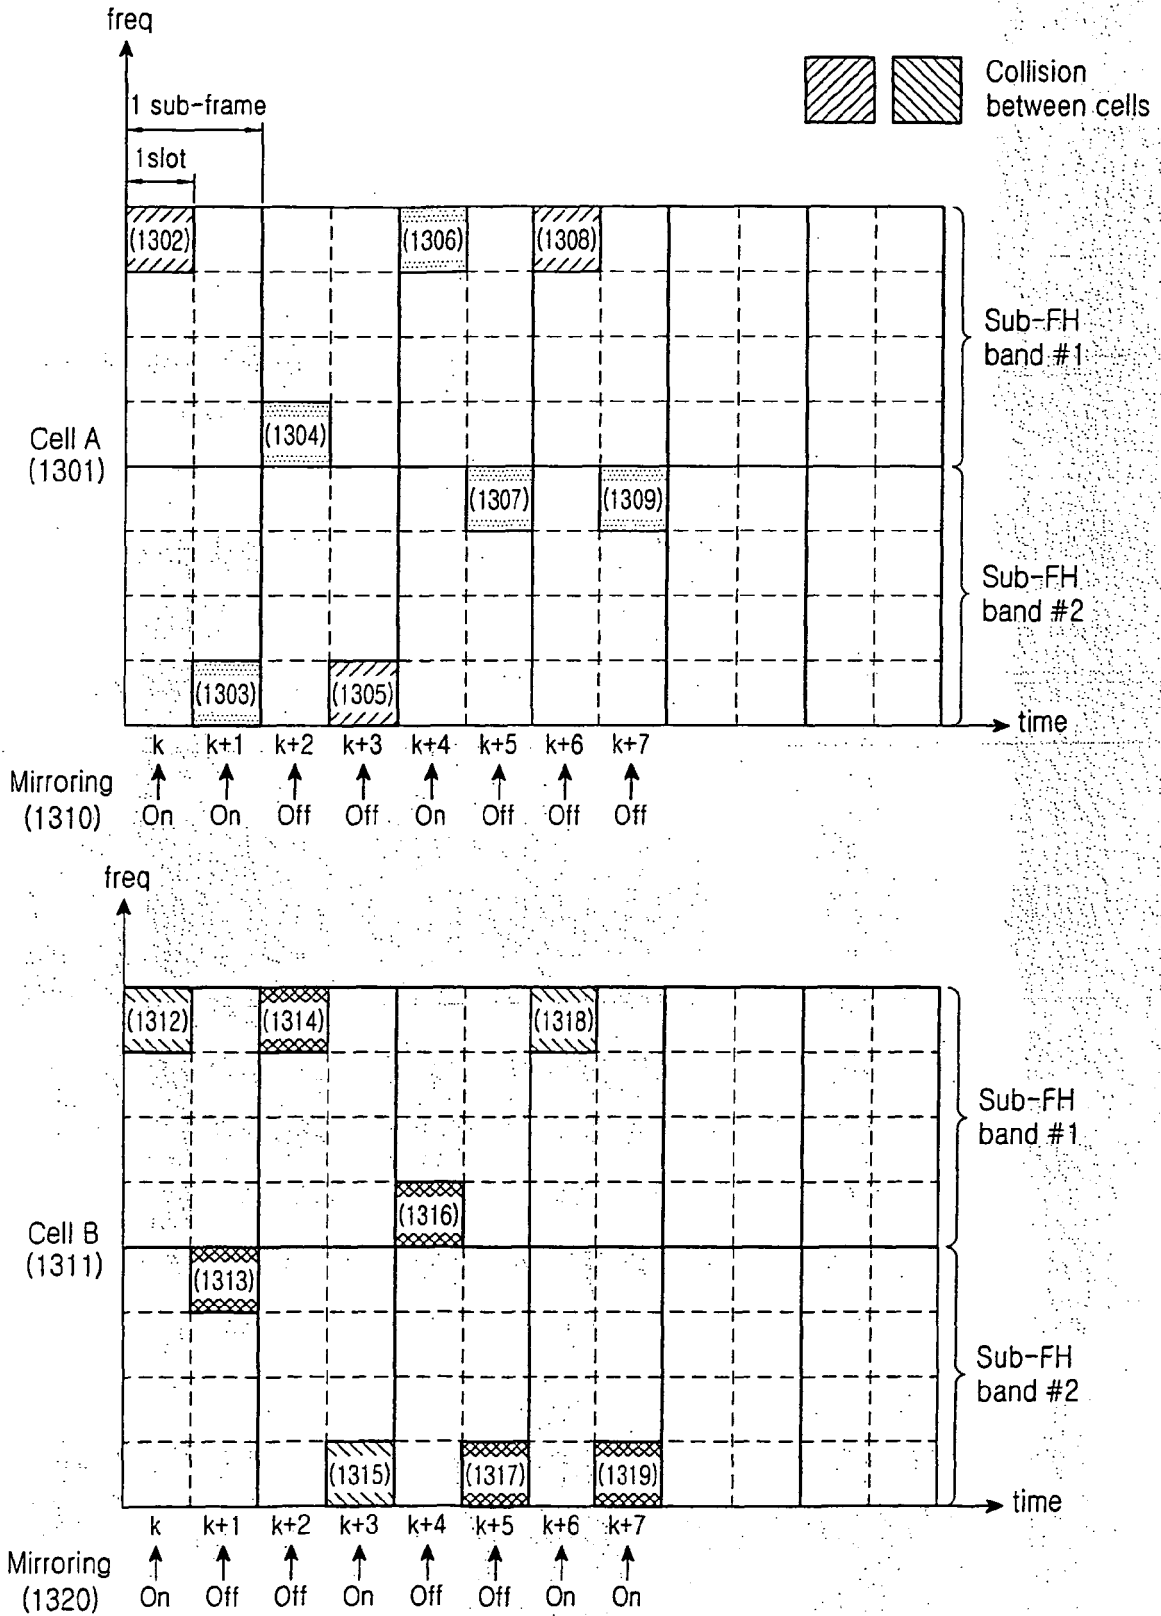 freq
1 sub-frame
1slot
Collision
between cells
(1302)
(1306)
(1308)
Sub-FH
band #1
(1304)
Cell A
(1301)
(1307)
(1309)
Sub-FH
band #2
(1303)
(1305)
time
k k+1 k+2 k+3 k+4 k+5 k+6 k+7
Mirroring
(1310)
On On Off Off On Off Off Off
freq
(1312)
(1314)
(1318)
Sub-FH
band #1
(1316)
Cell B
(1311)
(1313)
Sub-FH
band #2
(1315)
(1317)
(1319)
time
k k+1 k+2 k+3 k+4 k+5 k+6 k+7
Mirroring
(1320)
On Off Off On Off Off On On